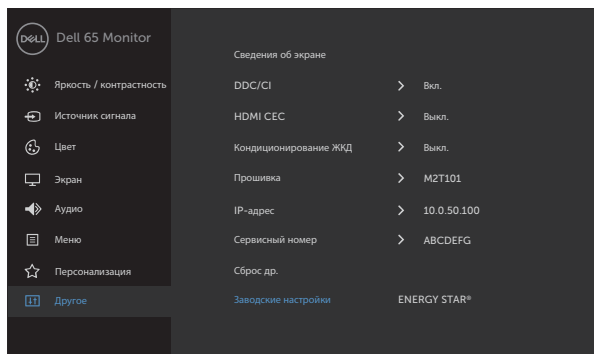 DELL Dell 65 Monitor
Яркость / контрастность
Источник сигнала
Цвет
Экран
Аудио
Меню
Персонализация
Другое
Сведения об экране
DDC/CI > Вкл.
HDMI CEC > Выкл.
Кондиционирование ЖКД > Выкл.
Прошивка > M2T101
IP-адрес > 10.0.50.100
Сервисный номер > ABCDEFG
Сброс др.
Заводские настройки ENERGY STAR®